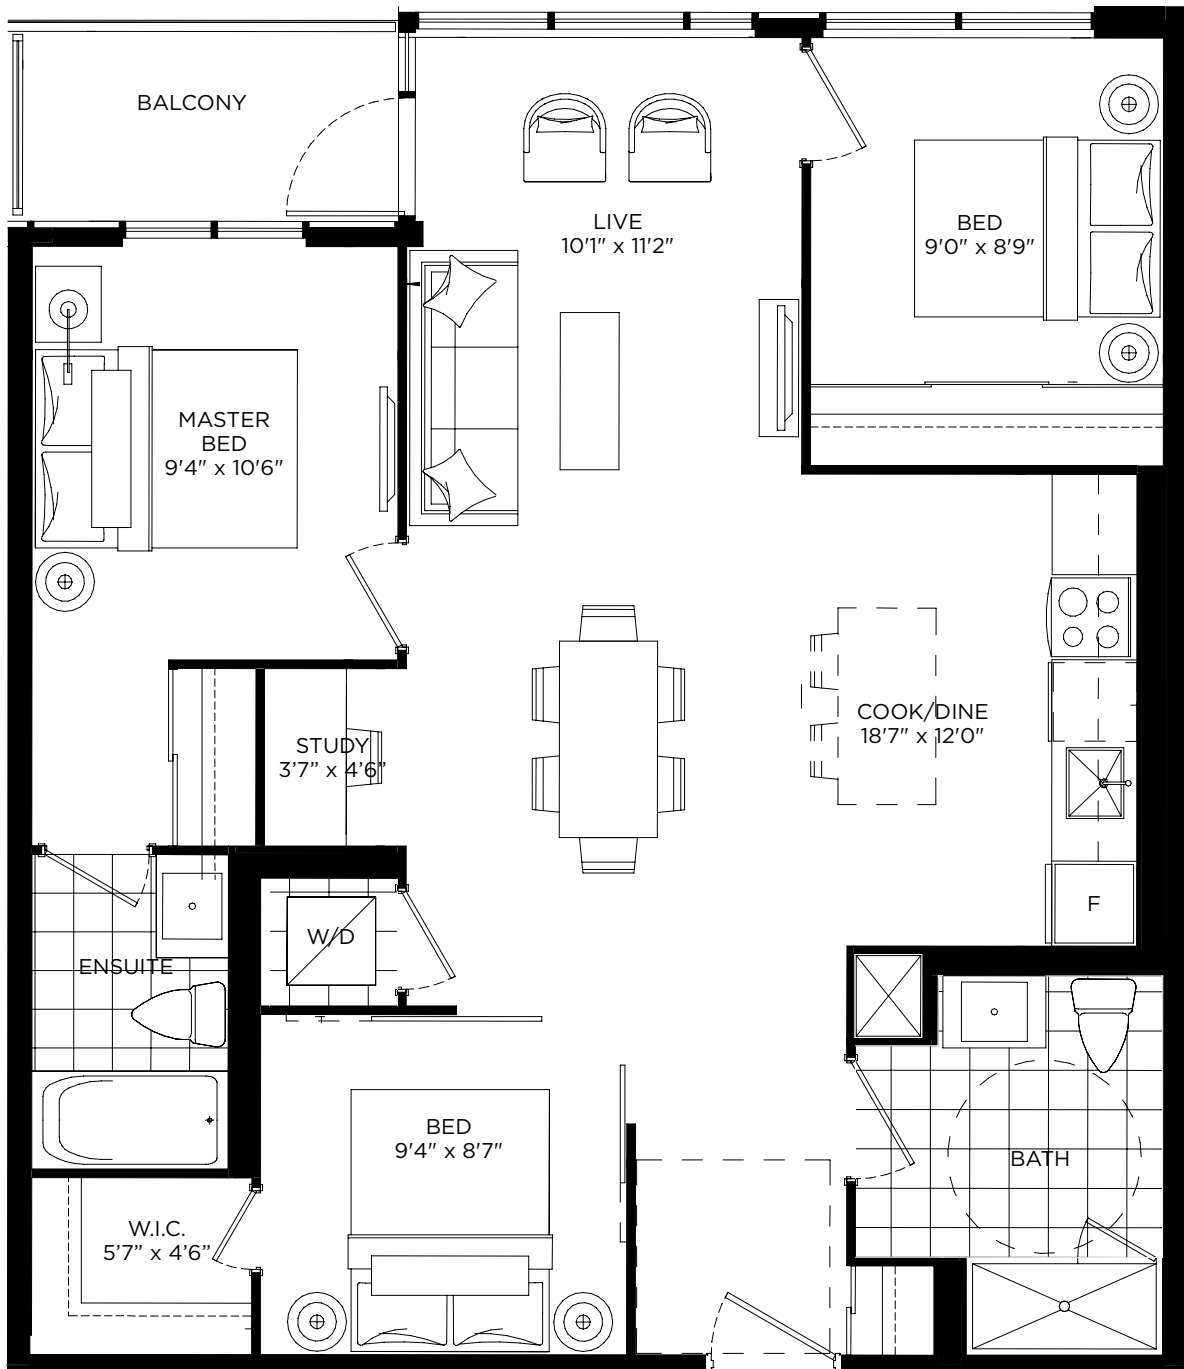 BALCONY
LIVE
10'1" x 11'2"
BED
9'0" x 8'9"
MASTER
BED
9'4" x 10'6"
STUDY
3'7" x 4'6"
COOK/DINE
18'7" x 12'0"
F
W/D
ENSUITE
BED
9'4" x 8'7"
BATH
W.I.C.
5'7" x 4'6"